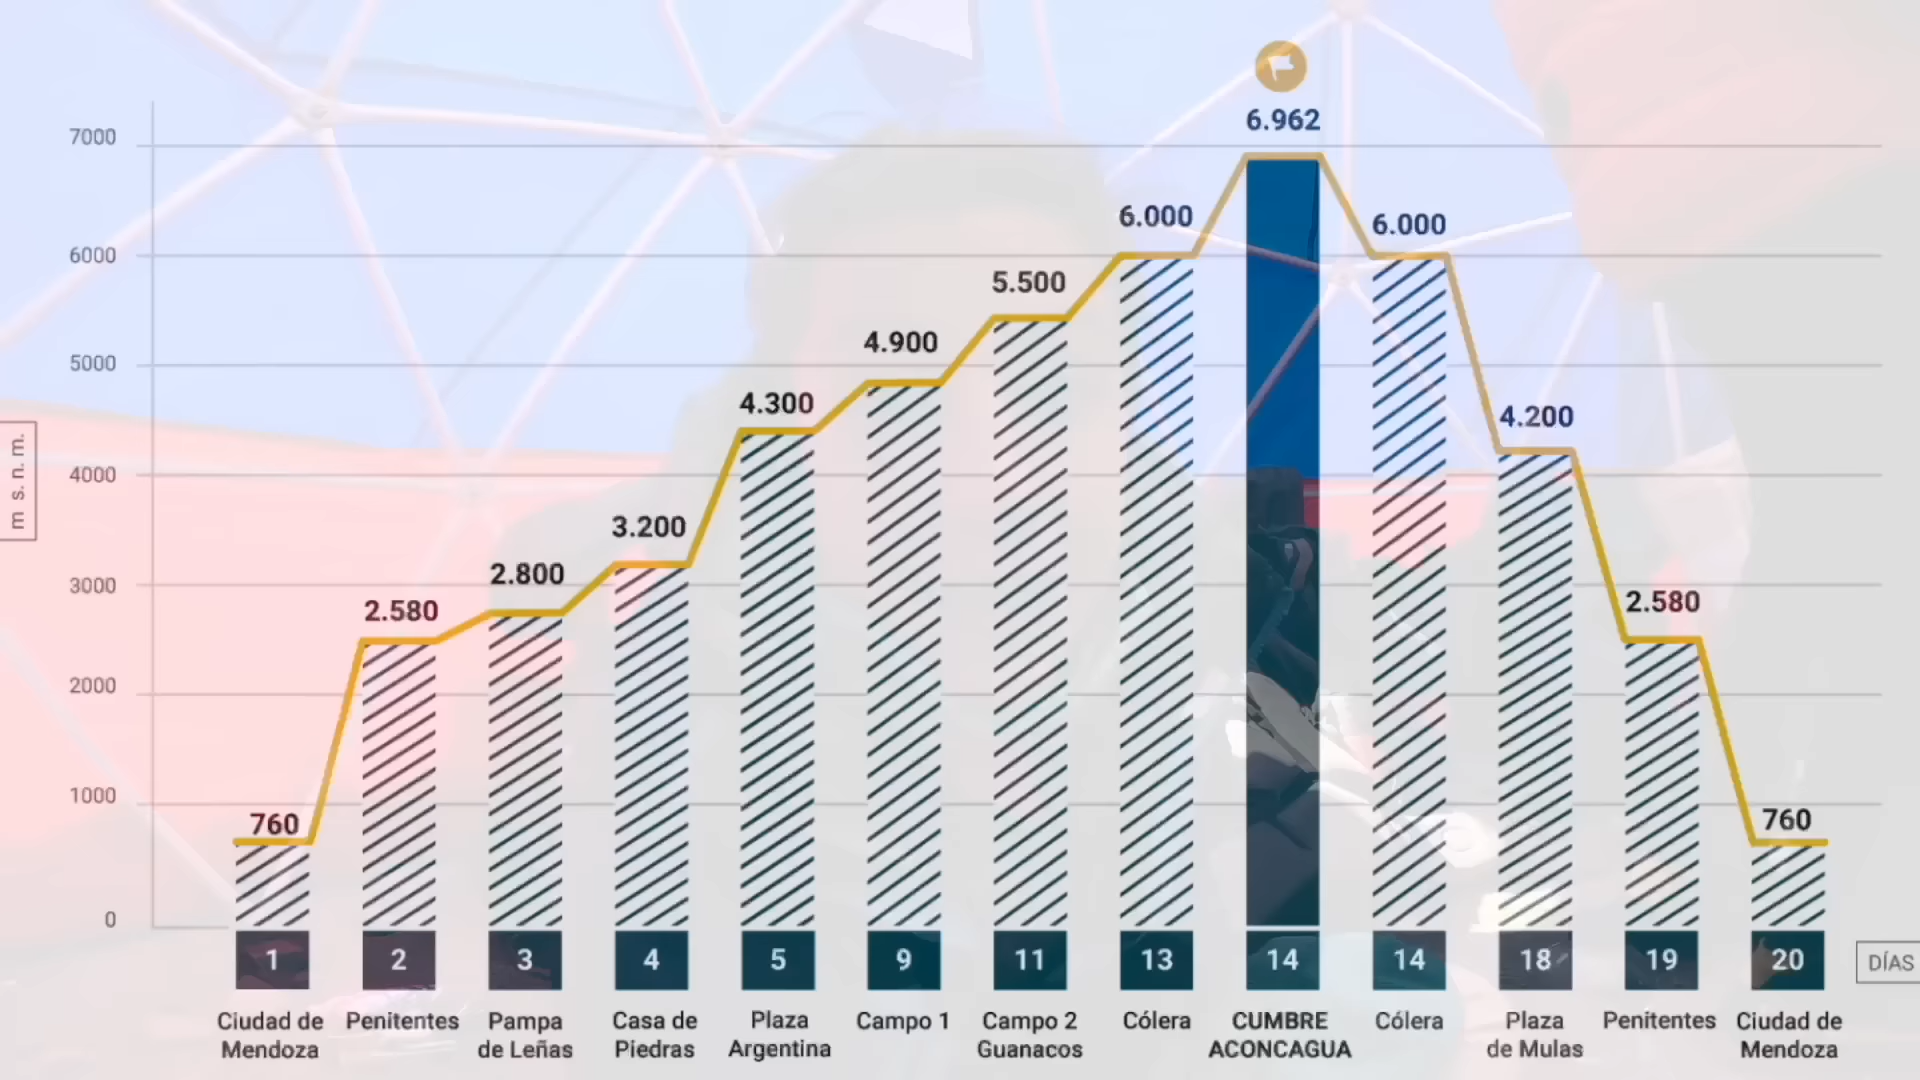 6.962
7000
6.000
6.000
6000
5.500
4.900
5000
4.300
4.200
m s. n. m.
4000
3.200
2.800
3000
2.580
2.580
2000
1000
760
760
0
1
2
3
4
5
9
11
13
14
14
18
19
20
DÍAS
Ciudad de
Mendoza
Penitentes
Pampa
de Leñas
Casa de
Piedras
Plaza
Argentina
Campo 1
Campo 2
Guanacos
Cólera
CUMBRE
ACONCAGUA
Cólera
Plaza
de Mulas
Penitentes
Ciudad de
Mendoza